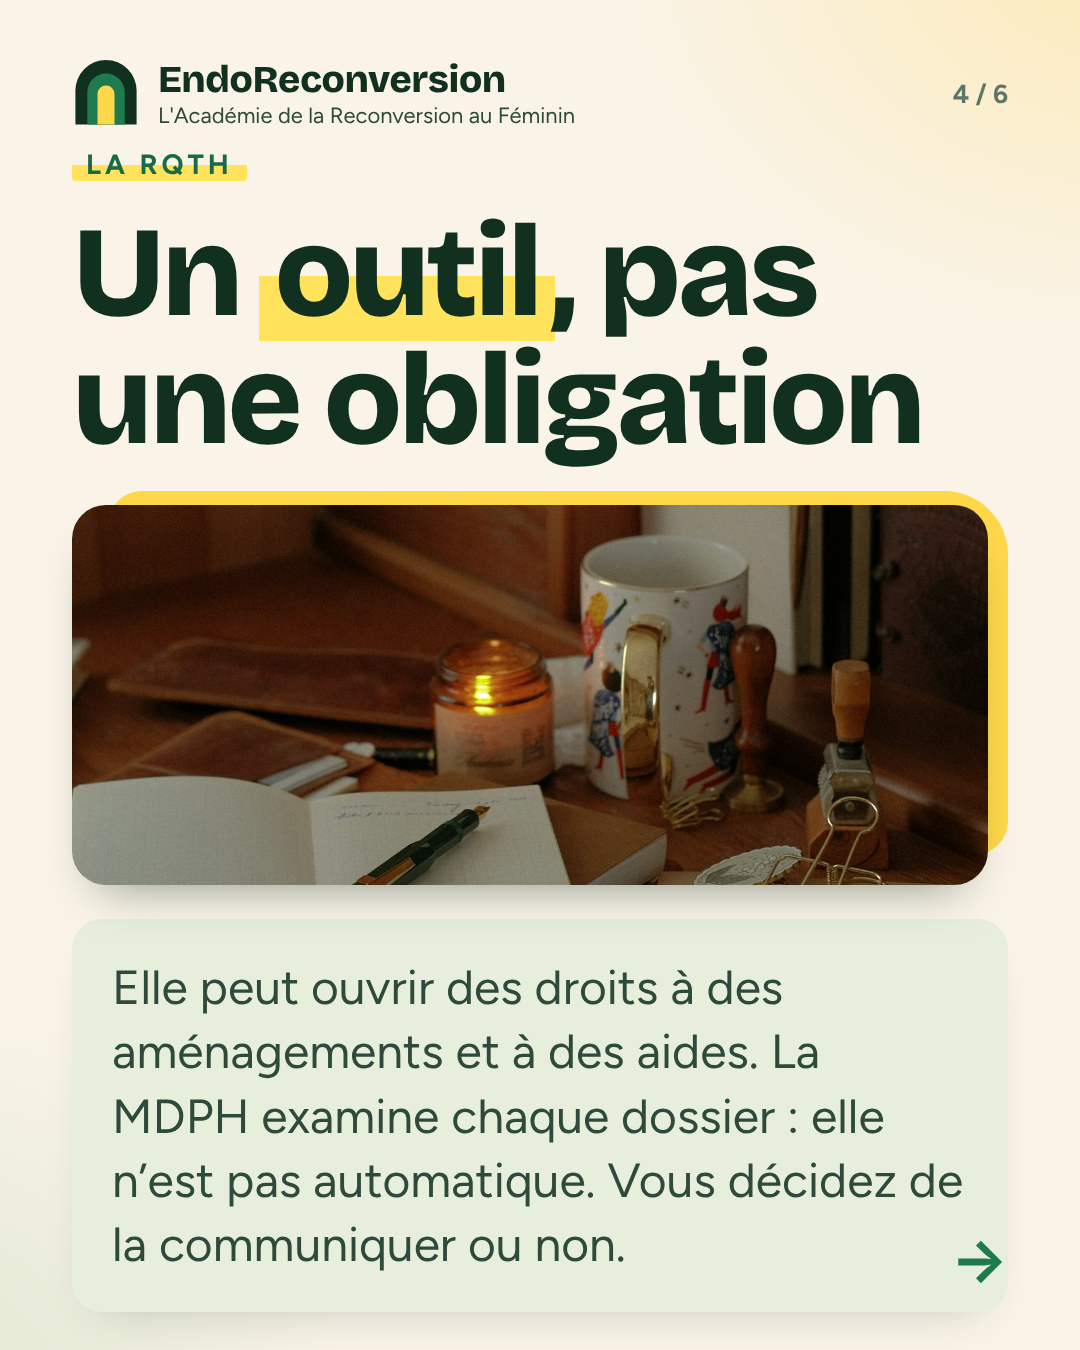 EndoReconversion
L'Académie de la Reconversion au Féminin
4 / 6
LA RQTH
Un outil, pas
une obligation
Elle peut ouvrir des droits à des
aménagements et à des aides. La
MDPH examine chaque dossier : elle
n’est pas automatique. Vous décidez de
la communiquer ou non.